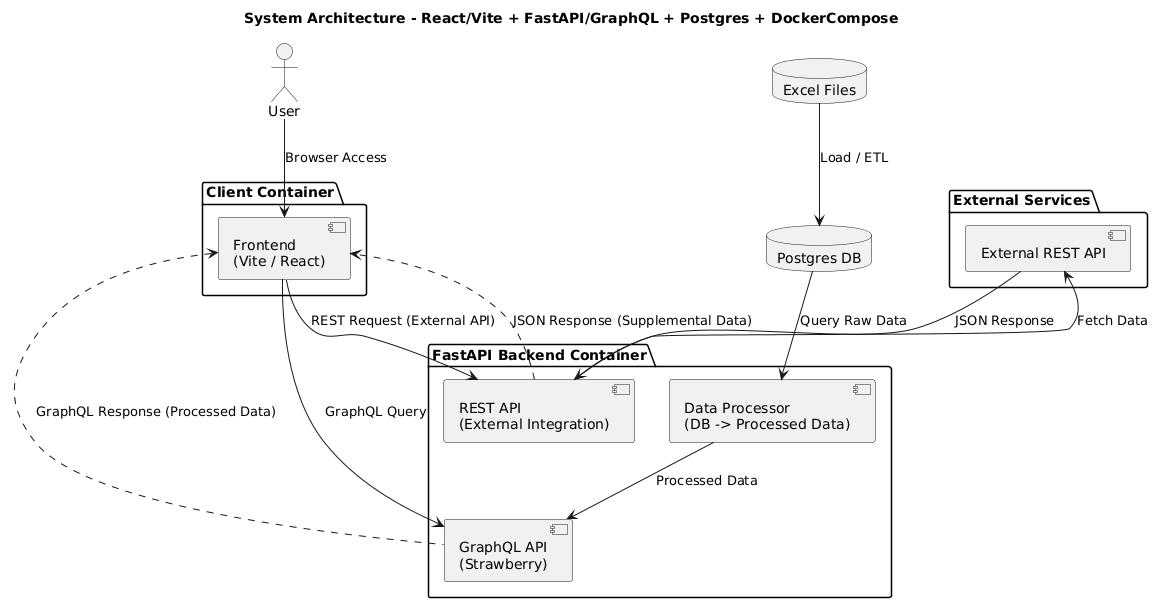 System Architecture - React/Vite + FastAPI/GraphQL + Postgres + DockerCompose
User
Excel Files
Browser Access
Load / ETL
Client Container
External Services
Frontend
(Vite / React)
Postgres DB
External REST API
REST Request (External API)
JSON Response (Supplemental Data)
Query Raw Data
JSON Response
Fetch Data
FastAPI Backend Container
GraphQL Response (Processed Data)
GraphQL Query
REST API
(External Integration)
Data Processor
(DB -> Processed Data)
Processed Data
GraphQL API
(Strawberry)